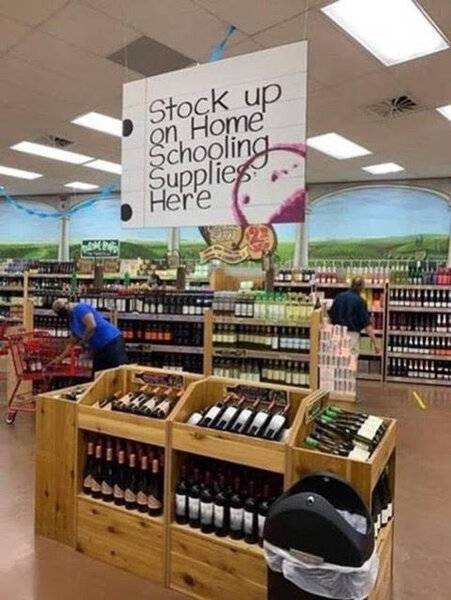 Stock up
on Home
Schooling
Supplies
Here